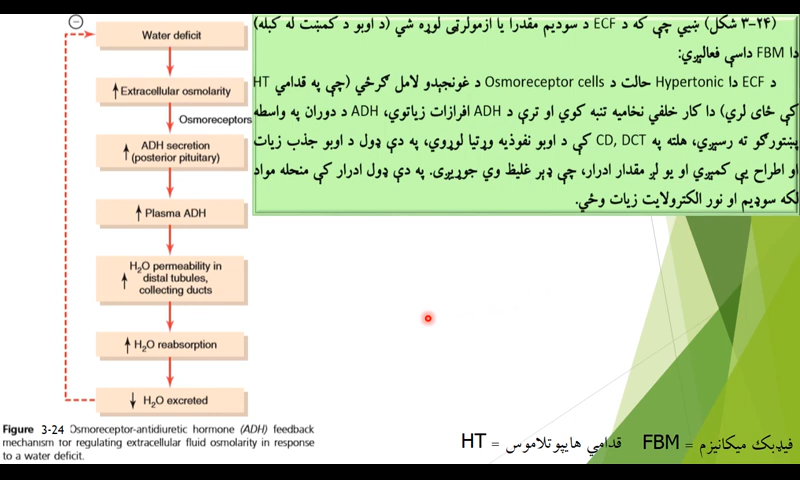 Water deficit
Extracellular osmolarity
Osmoreceptors
ADH secretion
(posterior pituitary)
Plasma ADH
H₂O permeability in
distal tubules,
collecting ducts
H₂O reabsorption
H₂O excreted
Figure 3-24 Osmoreceptor-antidiuretic hormone (ADH) feedback
mechanism for regulating extracellular fluid osmolarity in response
to a water deficit.
(۲۴-۳ شکل) ښیي چې که د ECF د سوډیم مقدرا یا ازمولرټی لوړه شي (د اوبو د کمښت له کبله)
دا FBM داسې فعالیږي:
د ECF دا Hypertonic حالت د Osmoreceptor cells د غونجېدو لامل ګرځي (چې په قدامي HT
کې ځای لري) دا کار خلفي نخامیه تنبه کوي او ترې د ADH افرازات زیاتوي، ADH د دوران په واسطه
پښتورګو ته رسیږي، هلته په CD, DCT کې د اوبو نفوذیه وړتیا لوړوي، په دې ډول د اوبو جذب زیات
او اطراح یې کمیږي او یو لږ مقدار ادرار، چې ډېر غلیظ وي جوړیږی. په دې ډول ادرار کې منحله مواد
لکه سوډیم او نور الکترولایت زیات وځي.
HT = قدامي هایپوتلاموس FBM = فیډبک میکانیزم